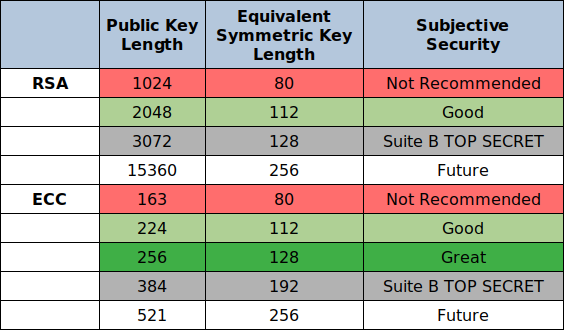 Public Key Length Equivalent Symmetric Key Length Subjective Security
RSA 1024 80 Not Recommended
2048 112 Good
3072 128 Suite B TOP SECRET
15360 256 Future
ECC 163 80 Not Recommended
224 112 Good
256 128 Great
384 192 Suite B TOP SECRET
521 256 Future